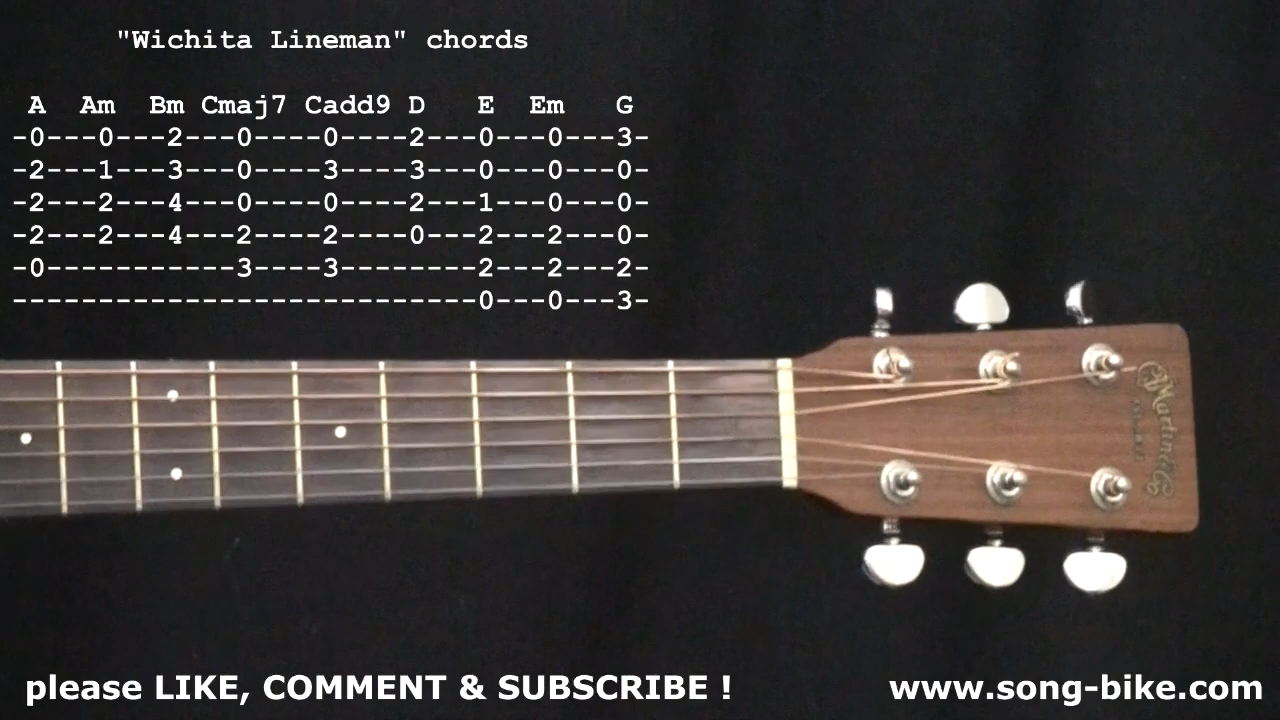 "Wichita Lineman" chords
A Am Bm Cmaj7 Cadd9 D E Em G
-0---0---2---0----0----2---0---0---3-
-2---1---3---0----3----3---0---0---0-
-2---2---4---0----0----2---1---0---0-
-2---2---4---2----2----0---2---2---0-
-0-----------3----3--------2---2---2-
---------------------------0---0---3-
Martin & Co
please LIKE, COMMENT & SUBSCRIBE !
www.song-bike.com